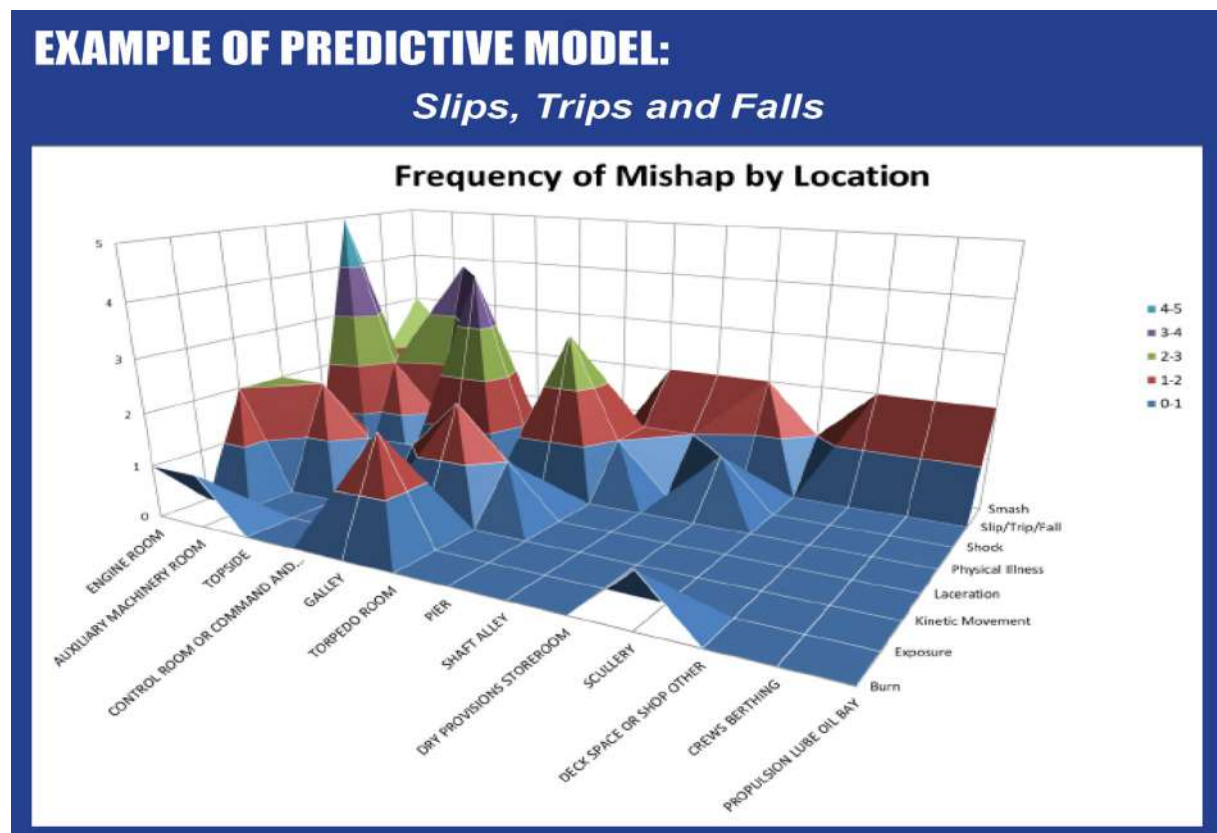 EXAMPLE OF PREDICTIVE MODEL:
Slips, Trips and Falls
Frequency of Mishap by Location
5
4
3
2
1
0
4-5
3-4
2-3
1-2
0-1
Smash
Slip/Trip/Fall
Shock
Physical Illness
Laceration
Kinetic Movement
Exposure
Burn
ENGINE ROOM
AUXILIARY MACHINERY ROOM
TOPSIDE
CONTROL ROOM OR COMMAND AND...
GALLEY
TORPEDO ROOM
PIER
SHAFT ALLEY
DRY PROVISIONS STOREROOM
SCULLERY
DECK SPACE OR SHOP OTHER
CREWS BERTHING
PROPULSION LUBE OIL BAY